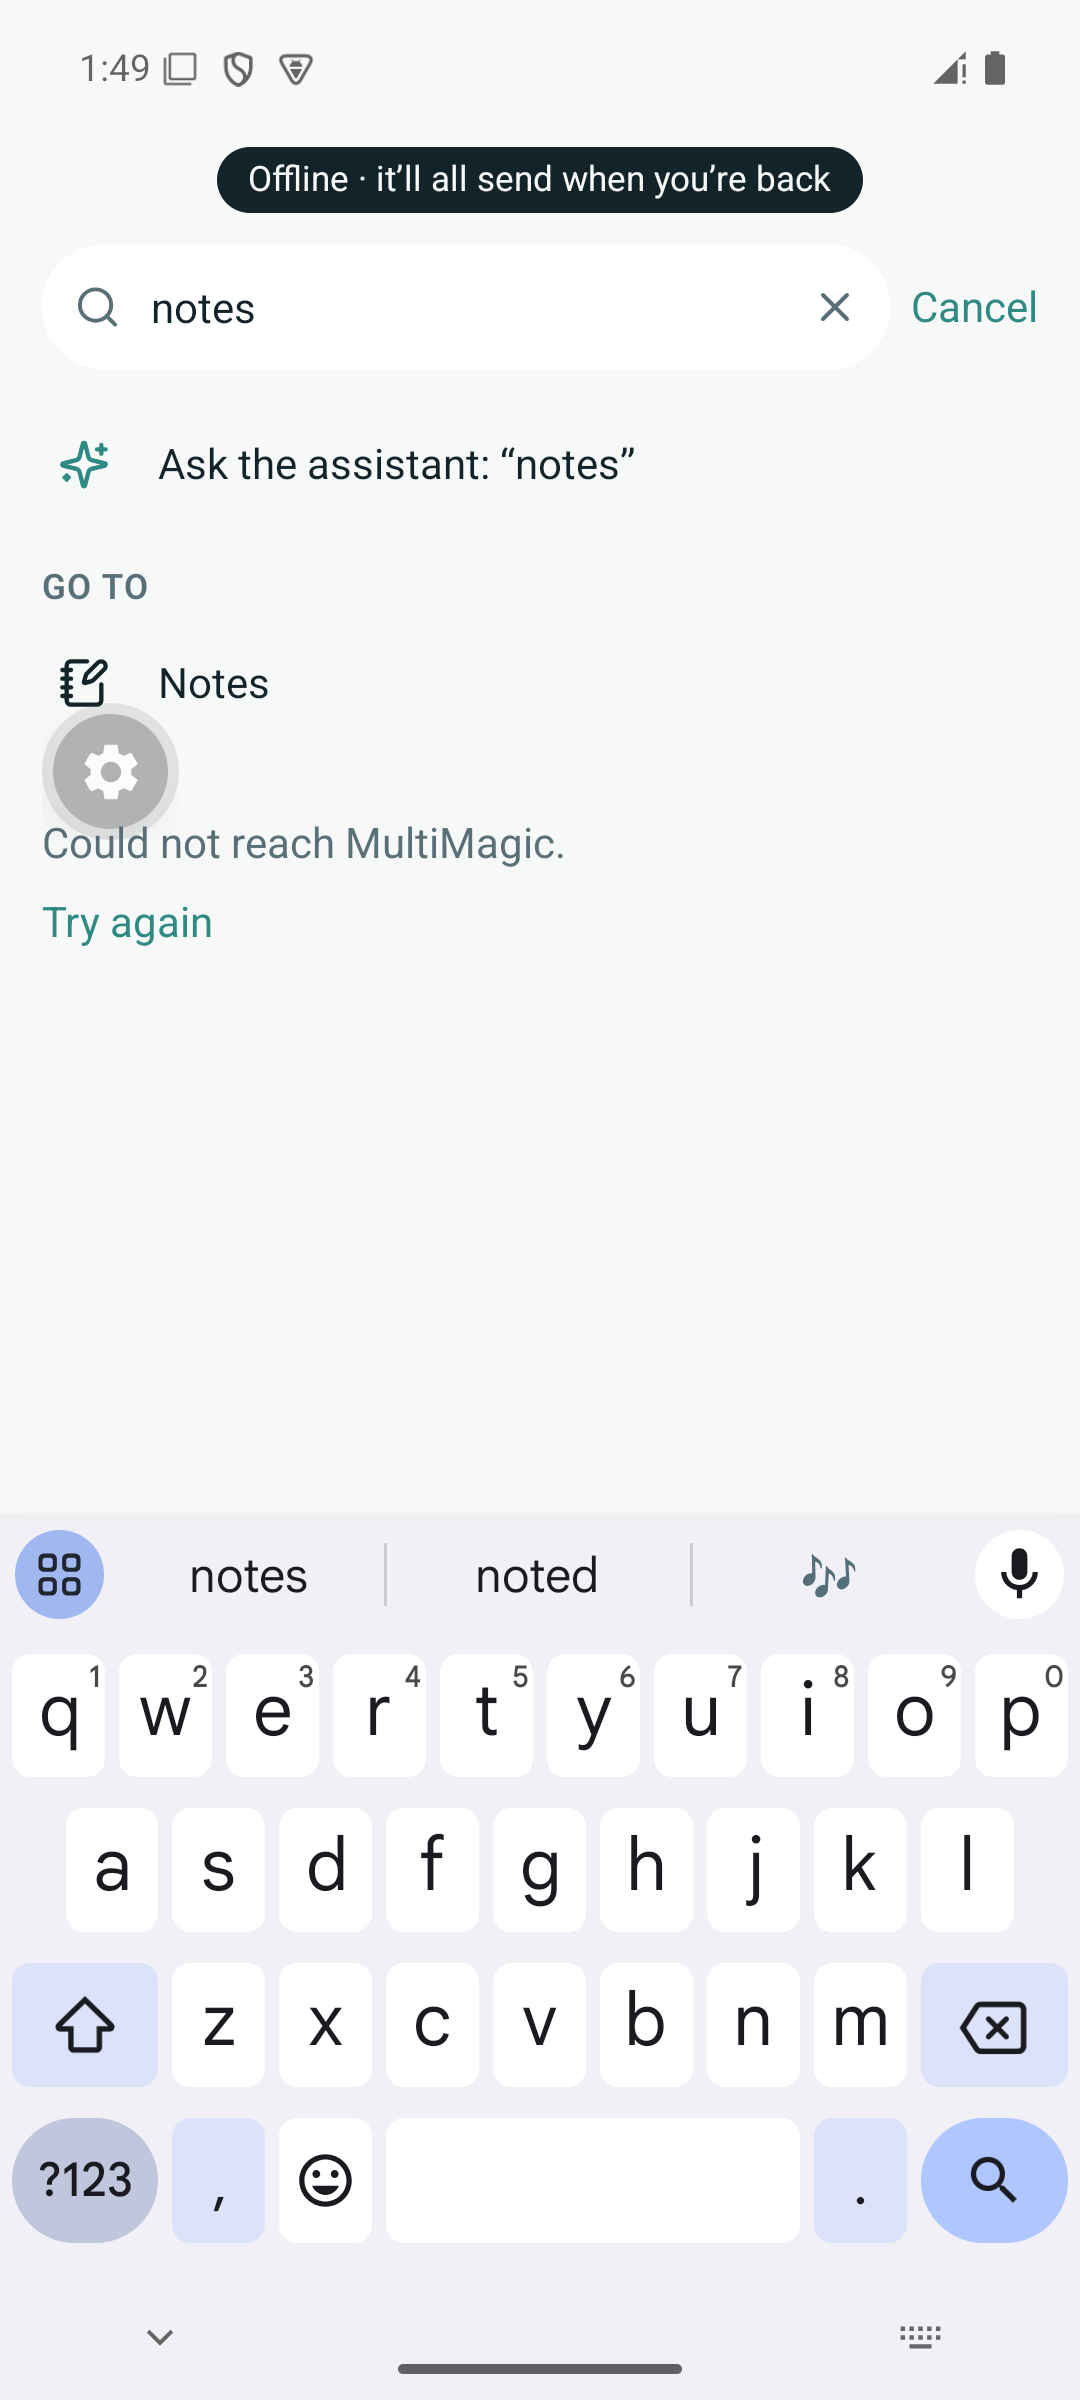 1:49
Offline · it’ll all send when you’re back
notes
Cancel
Ask the assistant: “notes”
GO TO
Notes
Could not reach MultiMagic.
Try again
notes noted
q1 w2 e3 r4 t5 y6 u7 i8 o9 p0
a s d f g h j k l
z x c v b n m
?123 , .